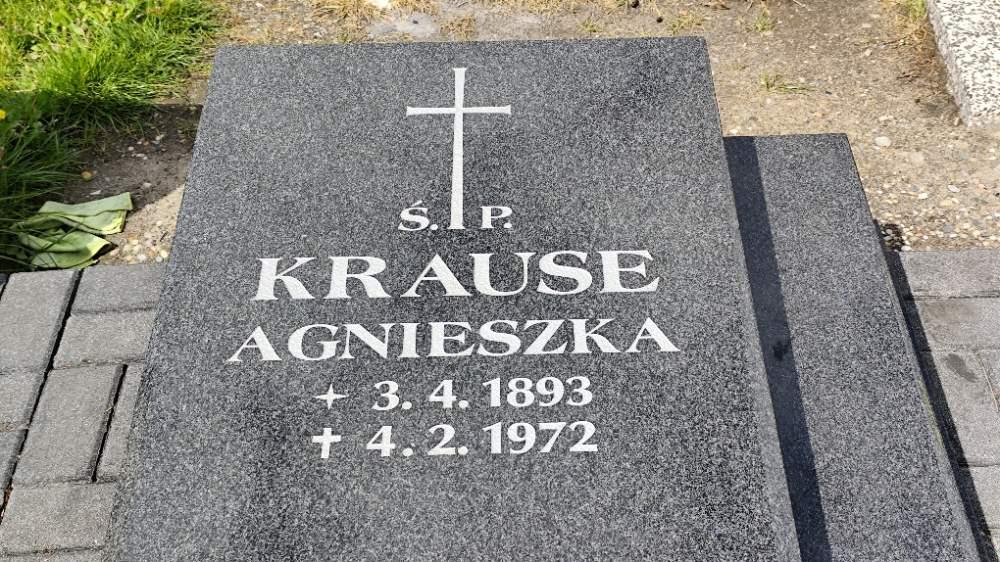 Ś. P.
KRAUSE
AGNIESZKA
3. 4. 1893
4. 2. 1972